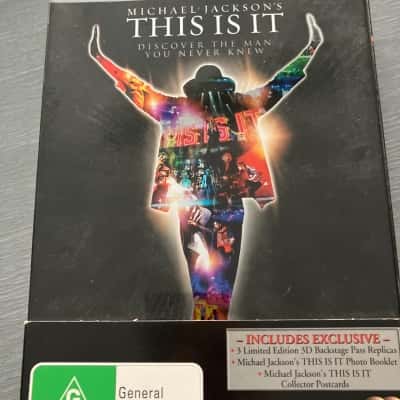 MICHAEL JACKSON'S
THIS IS IT
DISCOVER THE MAN
YOU NEVER KNEW
THIS IS IT
– INCLUDES EXCLUSIVE –
• 3 Limited Edition 3D Backstage Pass Replicas
• Michael Jackson's THIS IS IT Photo Booklet
• Michael Jackson's THIS IS IT
Collector Postcards
G
General